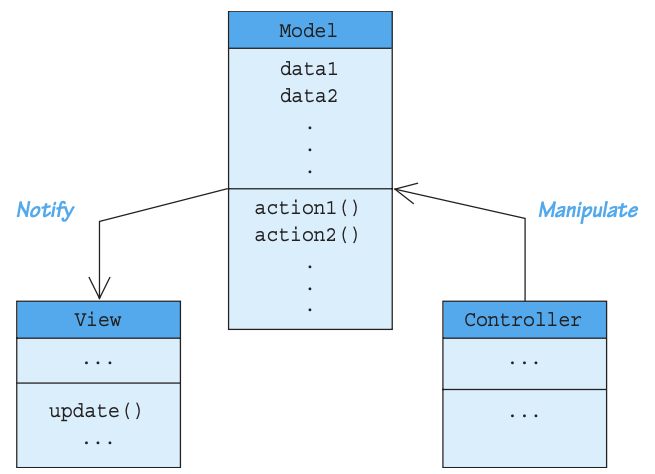 Model
data1
data2
.
.
.
Notify
Manipulate
action1()
action2()
.
.
.
View
...
update()
...
Controller
...
...